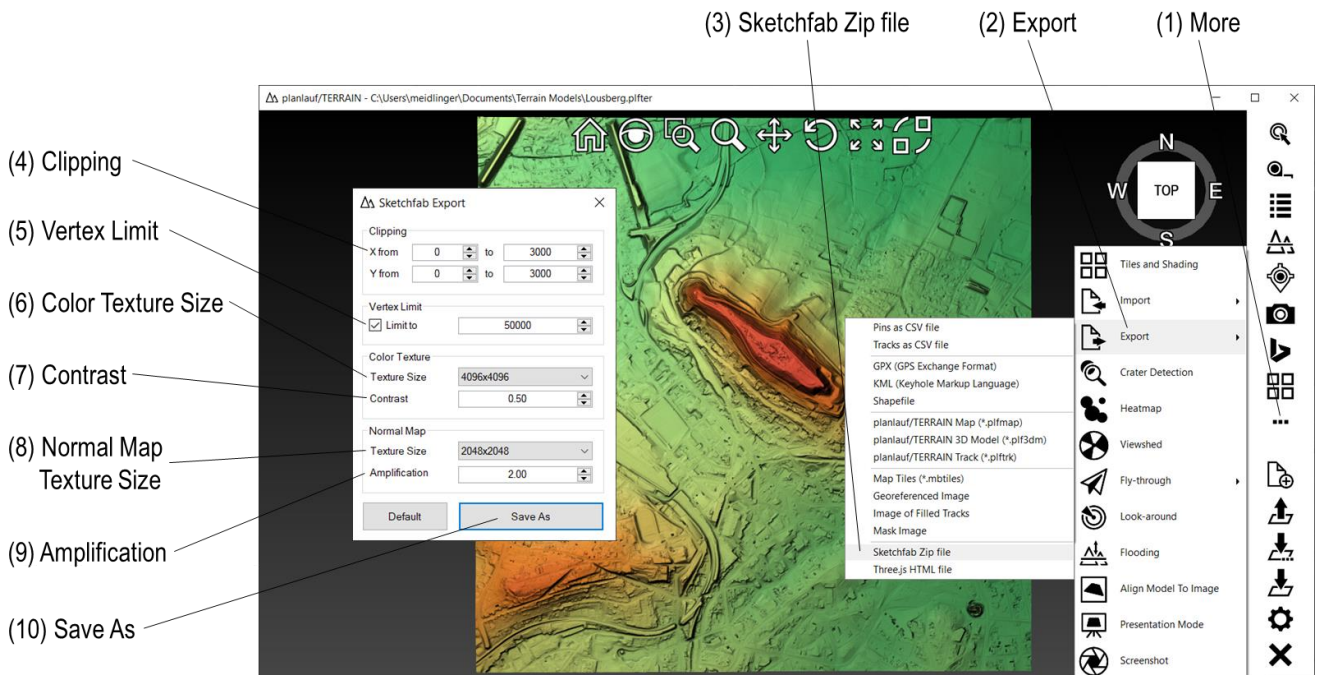 (3) Sketchfab Zip file
(2) Export
(1) More
planlauf/TERRAIN - C:\Users\meidlinger\Documents\Terrain Models\Lousberg.plfter
(4) Clipping
(5) Vertex Limit
(6) Color Texture Size
(7) Contrast
(8) Normal Map
Texture Size
(9) Amplification
(10) Save As
Sketchfab Export
Clipping
X from 0 to 3000
Y from 0 to 3000
Vertex Limit
Limit to 50000
Color Texture
Texture Size 4096x4096
Contrast 0.50
Normal Map
Texture Size 2048x2048
Amplification 2.00
Default Save As
N
W TOP E
S
Pins as CSV file
Tracks as CSV file
GPX (GPS Exchange Format)
KML (Keyhole Markup Language)
Shapefile
planlauf/TERRAIN Map (*.plfmap)
planlauf/TERRAIN 3D Model (*.plf3dm)
planlauf/TERRAIN Track (*.plftrk)
Map Tiles (*.mbtiles)
Georeferenced Image
Image of Filled Tracks
Mask Image
Sketchfab Zip file
Three.js HTML file
Tiles and Shading
Import
Export
Crater Detection
Heatmap
Viewshed
Fly-through
Look-around
Flooding
Align Model To Image
Presentation Mode
Screenshot